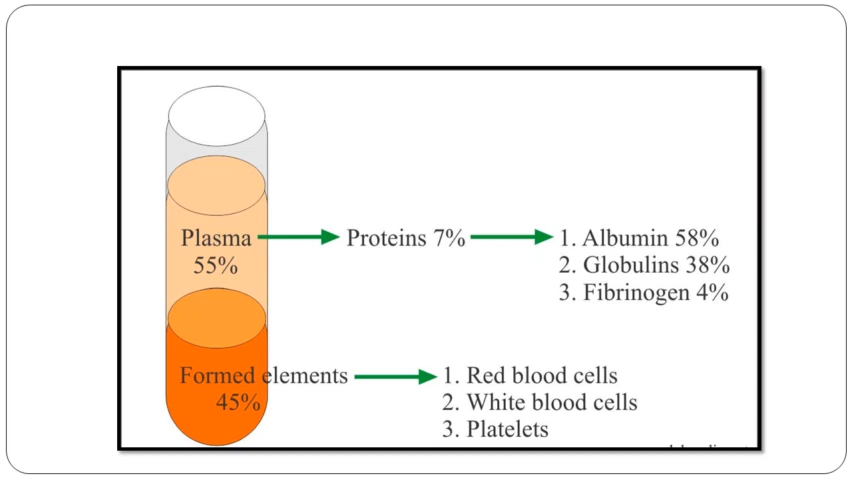 Plasma
55%
Proteins 7%
1. Albumin 58%
2. Globulins 38%
3. Fibrinogen 4%
Formed elements
45%
1. Red blood cells
2. White blood cells
3. Platelets